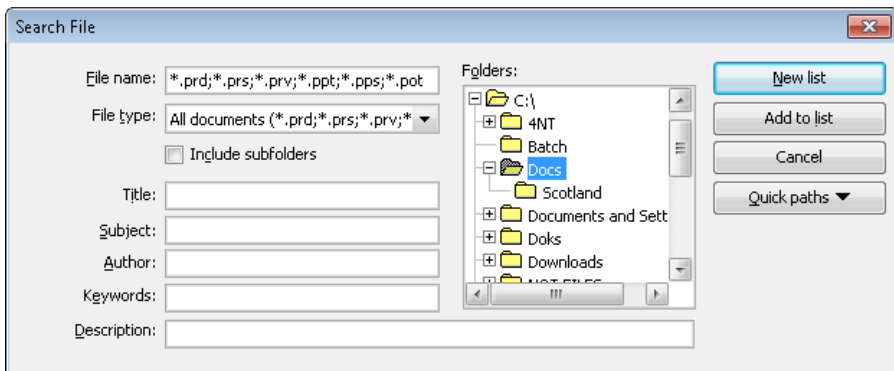 Search File
File name: *.prd;*.prs;*.prv;*.ppt;*.pps;*.pot
File type: All documents (*.prd;*.prs;*.prv;*
Include subfolders
Title:
Subject:
Author:
Keywords:
Description:
Folders:
C:\
4NT
Batch
Docs
Scotland
Documents and Sett
Doks
Downloads
New list
Add to list
Cancel
Quick paths